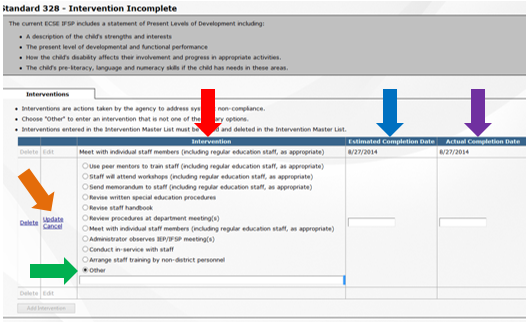 Standard 328 - Intervention Incomplete
The current ECSE IFSP includes a statement of Present Levels of Development including:
• A description of the child's strengths and interests
• The present level of developmental and functional performance
• How the child's disability affects their involvement and progress in appropriate activities.
• The child's pre-literacy, language and numeracy skills if the child has needs in these areas.
Interventions
• Interventions are actions taken by the agency to address sys non-compliance.
• Choose "Other" to enter an intervention that is not one of the ary options.
• Interventions entered in the Intervention Master List must be and deleted in the Intervention Master List.
Intervention Estimated Completion Date Actual Completion Date
Delete Edit Meet with individual staff members (including regular education staff, as appropriate) 8/27/2014 8/27/2014
Use peer mentors to train staff (including regular education staff, as appropriate)
Staff will attend workshops (including regular education staff, as appropriate)
Send memorandum to staff (including regular education staff, as appropriate)
Revise written special education procedures
Revise staff handbook
Delete Update Review procedures at department meeting(s)
Cancel Meet with individual staff members (including regular education staff, as appropriate)
Administrator observes IEP/IFSP meeting(s)
Conduct in-service with staff
Arrange staff training by non-district personnel
Other
Delete Edit
Add Intervention